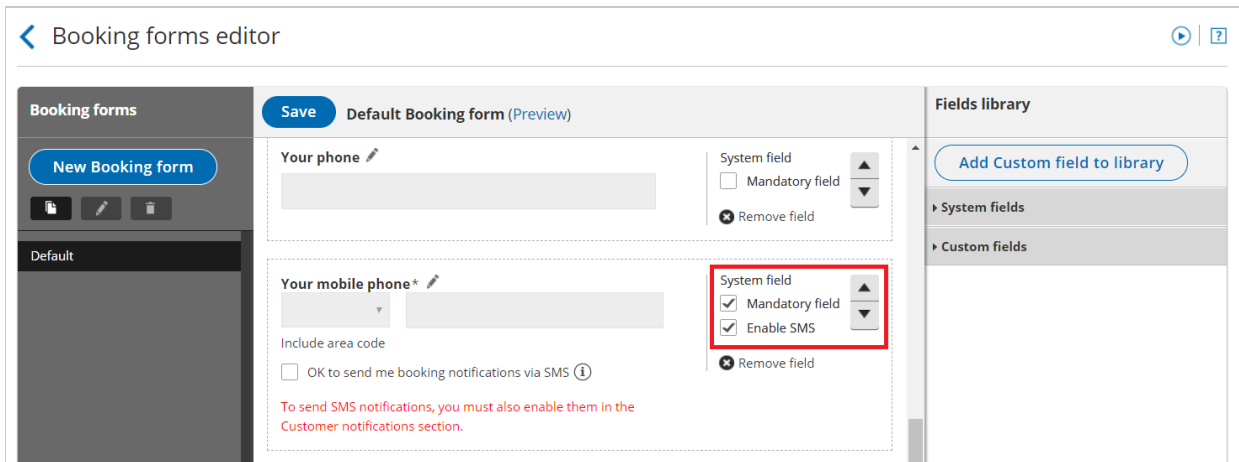 Booking forms editor
Booking forms
Save
Default Booking form (Preview)
Fields library
New Booking form
Your phone
System field
Mandatory field
Remove field
Add Custom field to library
System fields
Custom fields
Default
Your mobile phone*
System field
Mandatory field
Enable SMS
Include area code
Remove field
OK to send me booking notifications via SMS
To send SMS notifications, you must also enable them in the
Customer notifications section.